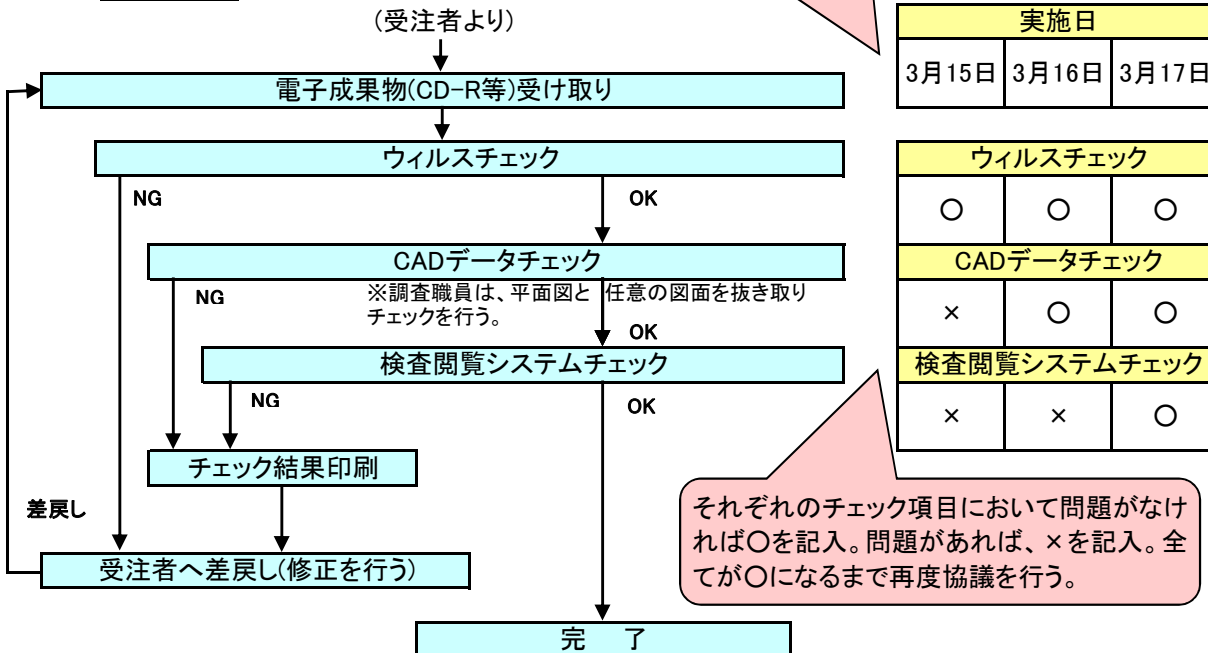 (受注者より)
電子成果物(CD-R等)受け取り
ウィルスチェック
NG
OK
CADデータチェック
※調査職員は、平面図と 任意の図面を抜き取り
チェックを行う。
NG
OK
検査閲覧システムチェック
NG
OK
チェック結果印刷
差戻し
受注者へ差戻し(修正を行う)
完 了
実施日
3月15日 3月16日 3月17日
ウィルスチェック
○ ○ ○
CADデータチェック
× ○ ○
検査閲覧システムチェック
× × ○
それぞれのチェック項目において問題がなけ
れば○を記入。問題があれば、×を記入。全
てが○になるまで再度協議を行う。